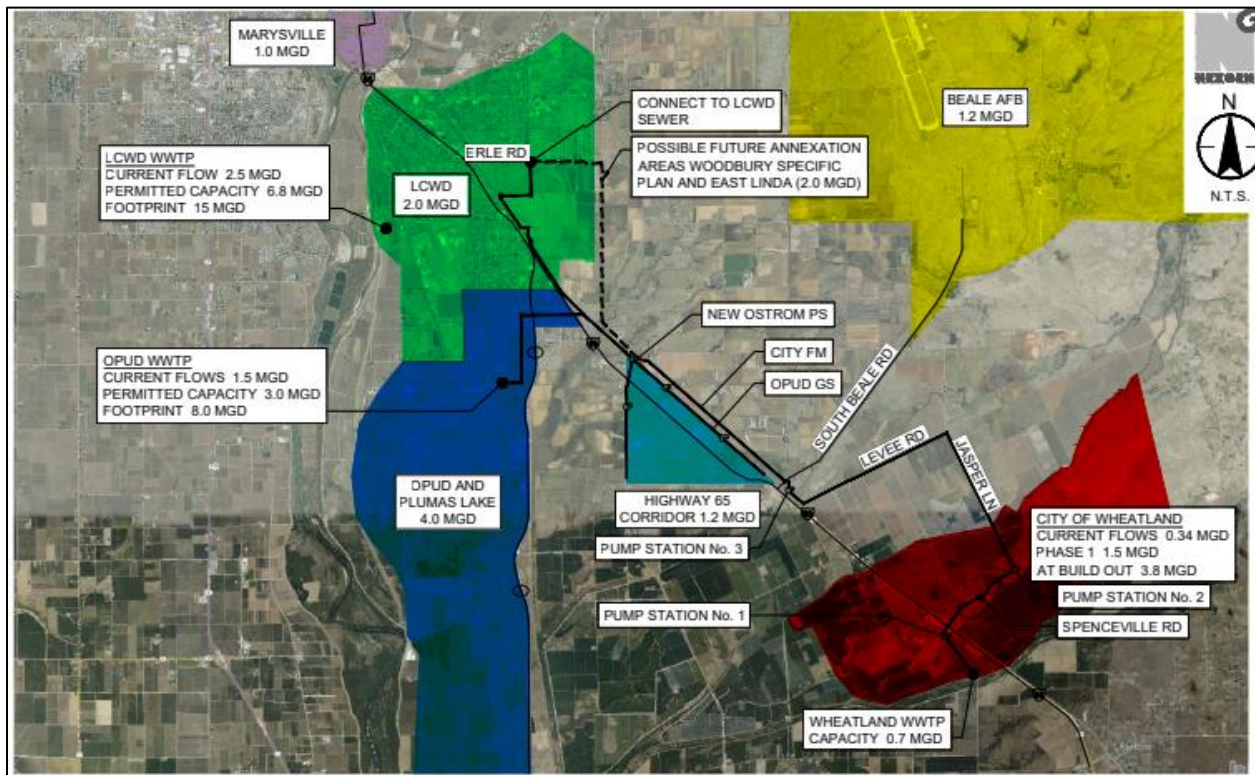 MARYSVILLE
1.0 MGD
BEALE AFB
1.2 MGD
N
N.T.S.
CONNECT TO LCWD
SEWER
ERLE RD
POSSIBLE FUTURE ANNEXATION
AREAS WOODBURY SPECIFIC
PLAN AND EAST LINDA (2.0 MGD)
LCWD WWTP
CURRENT FLOW 2.5 MGD
PERMITTED CAPACITY 6.8 MGD
FOOTPRINT 15 MGD
LCWD
2.0 MGD
NEW OSTROM PS
CITY FM
OPUD GS
SOUTH BEALE RD
OPUD WWTP
CURRENT FLOWS 1.5 MGD
PERMITTED CAPACITY 3.0 MGD
FOOTPRINT 8.0 MGD
LEVEE RD
JASPER LN
OPUD AND
PLUMAS LAKE
4.0 MGD
HIGHWAY 65
CORRIDOR 1.2 MGD
PUMP STATION No. 3
CITY OF WHEATLAND
CURRENT FLOWS 0.34 MGD
PHASE 1 1.5 MGD
AT BUILD OUT 3.8 MGD
PUMP STATION No. 1
PUMP STATION No. 2
SPENCEVILLE RD
WHEATLAND WWTP
CAPACITY 0.7 MGD